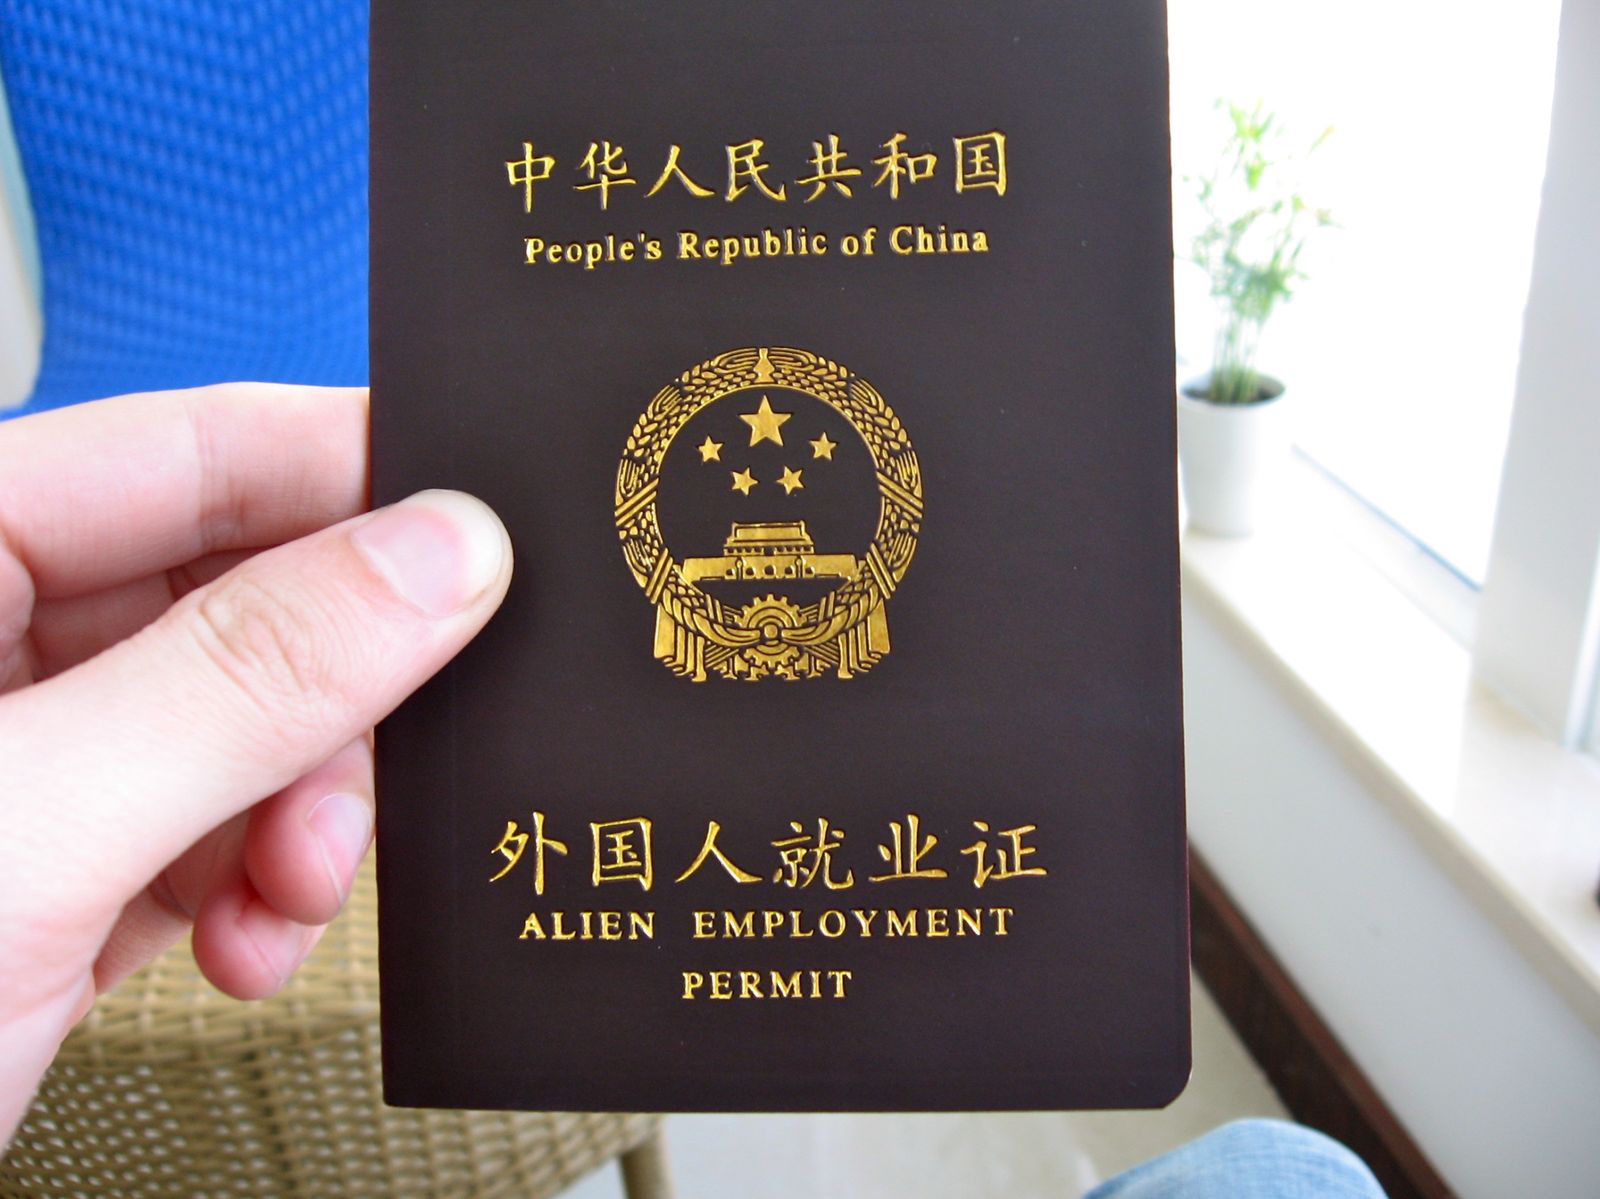 中华人民共和国
People's Republic of China
外国人就业证
ALIEN EMPLOYMENT
PERMIT